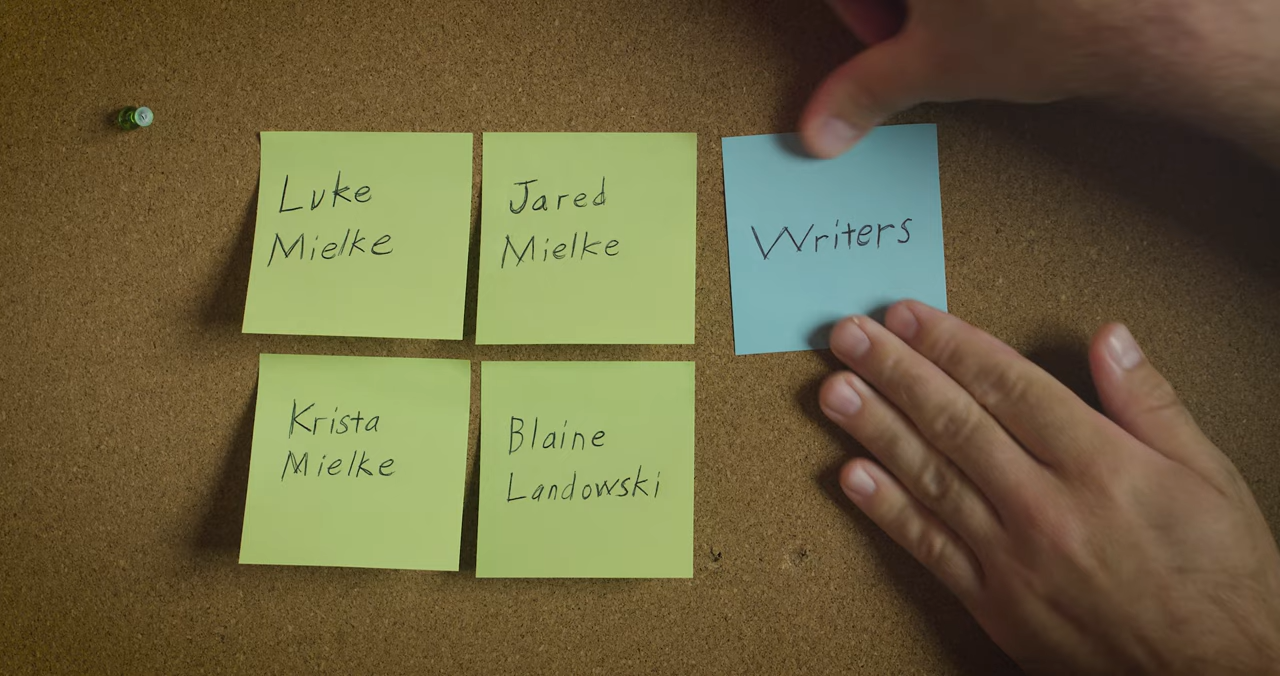 Luke
Mielke
Jared
Mielke
Writers
Krista
Mielke
Blaine
Landowski